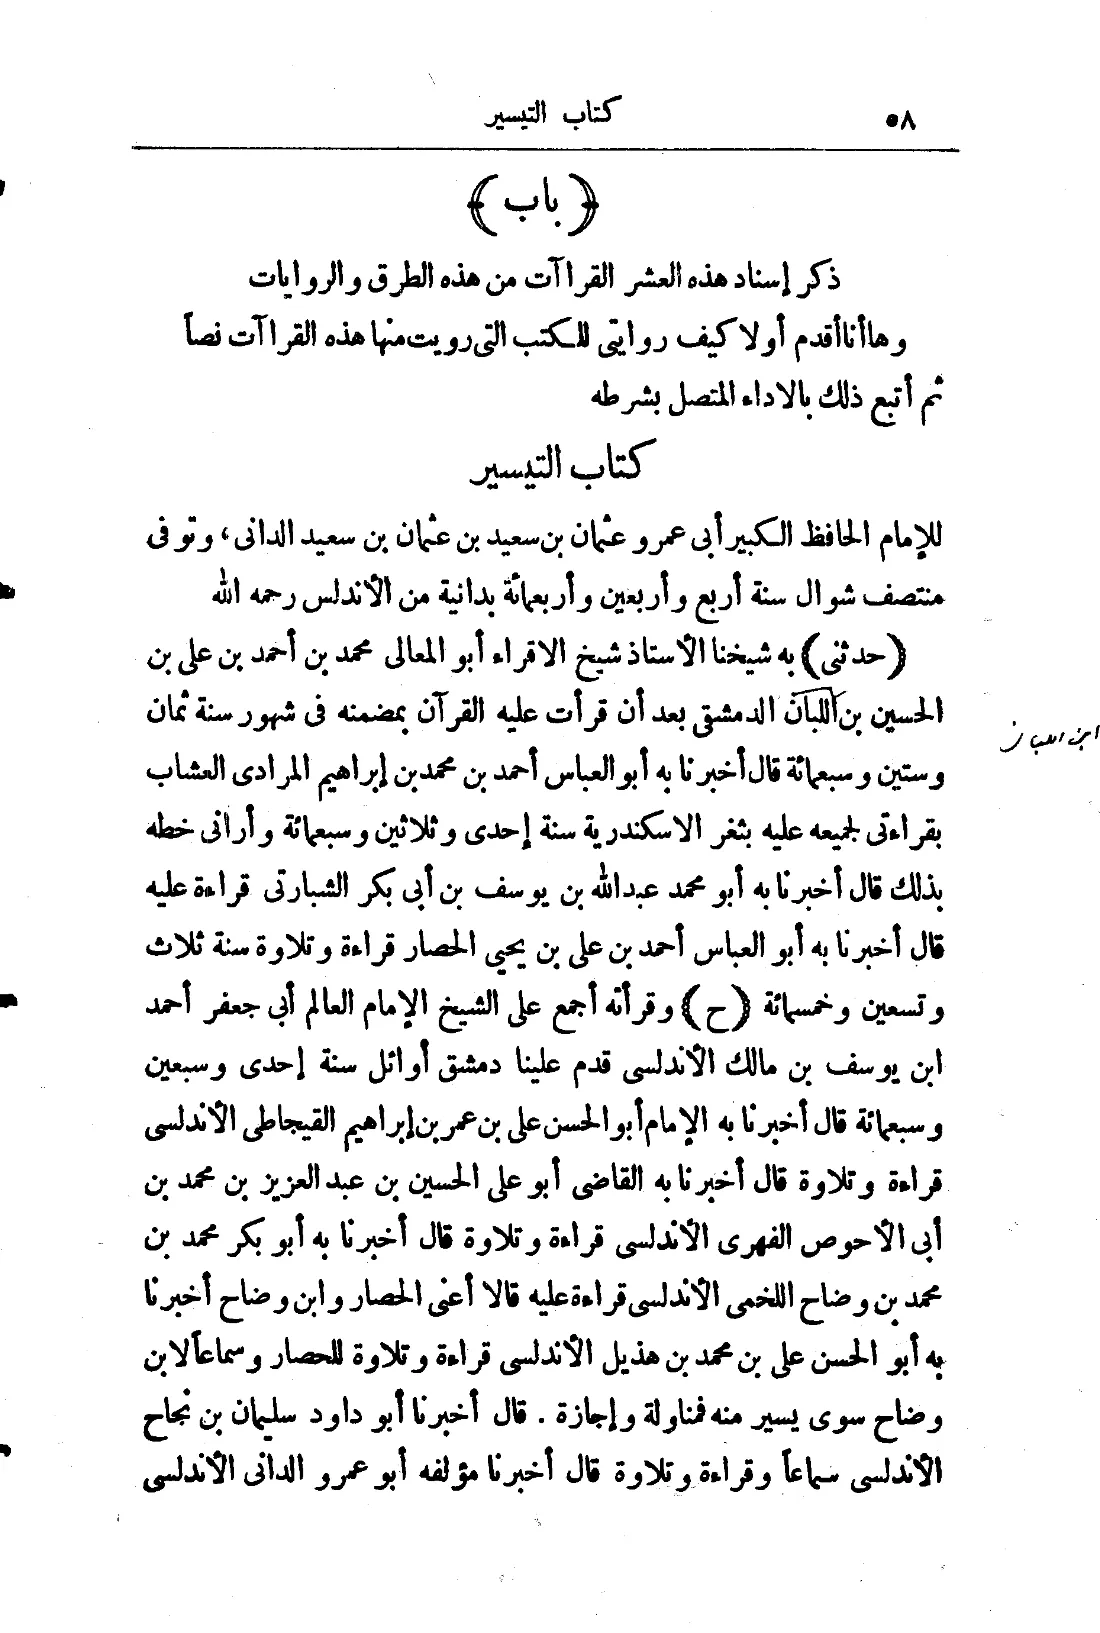 ٥٨
كتاب التيسير
﴿ باب ﴾
ذكر إسناد هذه العشر القراآت من هذه الطرق والروايات
وها أنا أقدم أولا كيف روايتى للكتب التى رويت منها هذه القراآت نصاً
ثم أتبع ذلك بالاداء المتصل بشرطه
كتاب التيسير
للإمام الحافظ الكبير أبى عمرو عثمان بن سعيد بن عثمان بن سعيد الدانى، وتوفى
منتصف شوال سنة أربع وأربعين وأربعمائة بدانية من الأندلس رحمه الله
(حدثنى) به شيخنا الأستاذ شيخ الاقراء أبو المعالى محمد بن أحمد بن على بن
الحسين بن اللبان الدمشقى بعد أن قرأت عليه القرآن بمضمنه فى شهور سنة ثمان
ابن اللبان
وستين وسبعمائة قال أخبرنا به أبو العباس أحمد بن محمد بن إبراهيم المرادى العشاب
بقراءتى لجميعه عليه بثغر الاسكندرية سنة إحدى وثلاثين وسبعمائة وأرانى خطه
بذلك قال أخبرنا به أبو محمد عبدالله بن يوسف بن أبى بكر الشبارتى قراءة عليه
قال أخبرنا به أبو العباس أحمد بن على بن يحيى الحصار قراءة وتلاوة سنة ثلاث
وتسعين وخمسمائة (ح) وقرأته أجمع على الشيخ الإمام العالم أبي جعفر أحمد
ابن يوسف بن مالك الأندلسى قدم علينا دمشق أوائل سنة إحدى وسبعين
وسبعمائة قال أخبرنا به الإمام أبو الحسن على بن عمر بن إبراهيم القيجاطى الأندلسى
قراءة وتلاوة قال أخبرنا به القاضى أبو على الحسين بن عبد العزيز بن محمد بن
أبى الأحوص الفهرى الأندلسى قراءة وتلاوة قال أخبرنا به أبو بكر محمد بن
محمد بن وضاح اللخمى الأندلسى قراءة عليه قالا أعنى الحصار وابن وضاح أخبرنا
به أبو الحسن على بن محمد بن هذيل الأندلسى قراءة وتلاوة للحصار وسماعاً لابن
وضاح سوى يسير منه فمناولة وإجازة . قال أخبرنا أبو داود سليمان بن نجاح
الأندلسى سماعاً وقراءة وتلاوة قال أخبرنا مؤلفه أبو عمرو الدانى الأندلسى